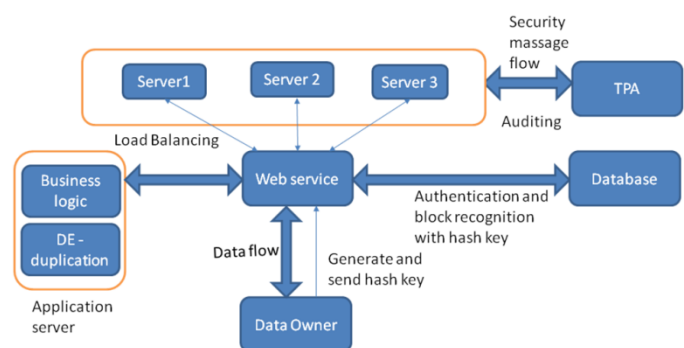 Security
massage
flow
Server1
Server 2
Server 3
TPA
Auditing
Load Balancing
Business
logic
Web service
Database
Authentication and
block recognition
with hash key
DE -
duplication
Data flow
Generate and
send hash key
Application
server
Data Owner